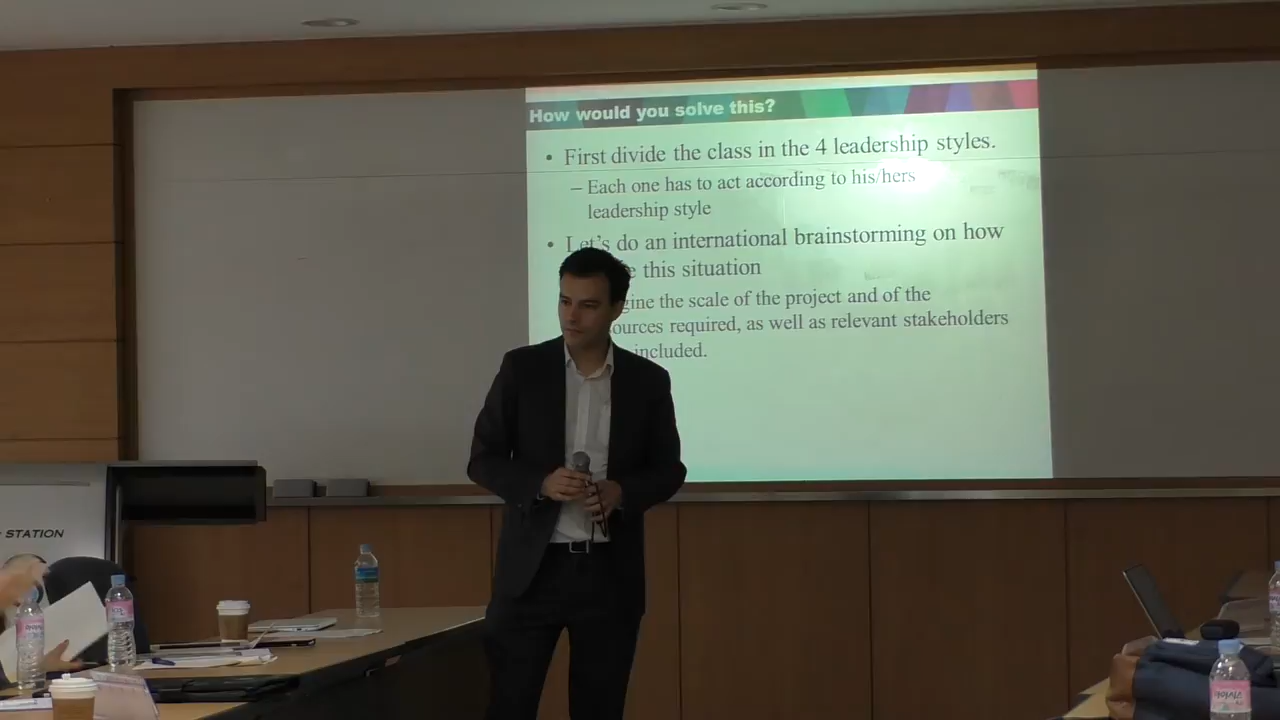 How would you solve this?
• First divide the class in the 4 leadership styles.
– Each one has to act according to his/hers
leadership style
• Let's do an international brainstorming on how
this situation
gine the scale of the project and of the
ources required, as well as relevant stakeholders
included.
STATION